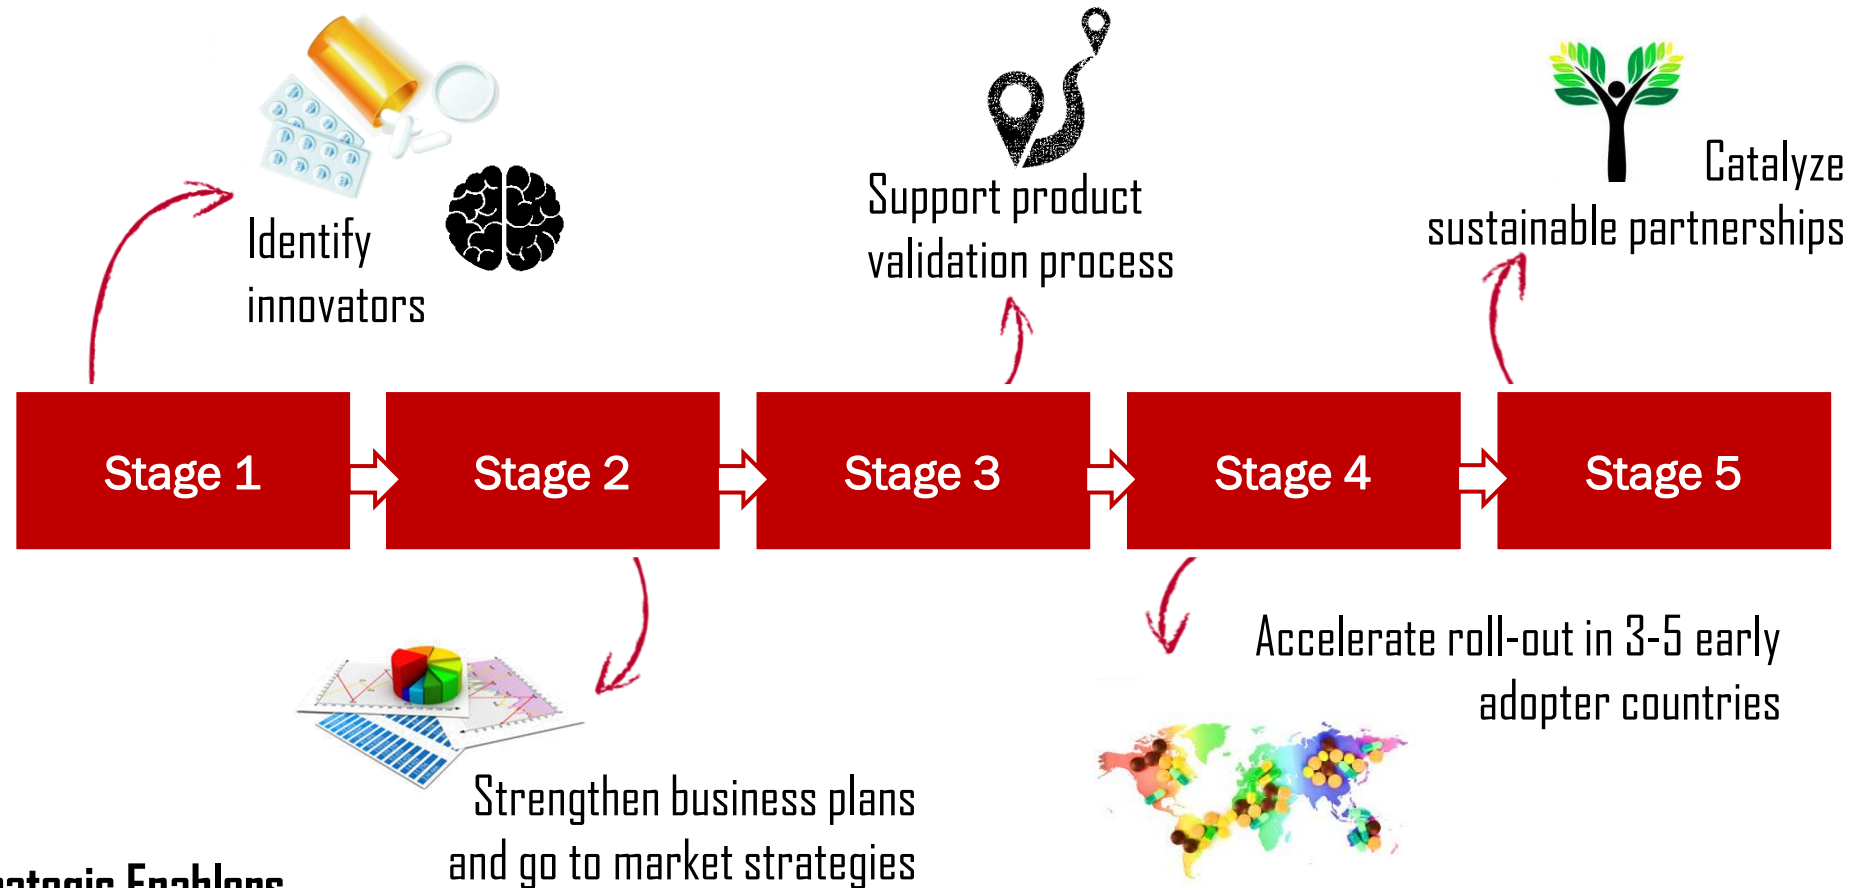 Identify
innovators
Support product
validation process
Catalyze
sustainable partnerships
Stage 1
Stage 2
Stage 3
Stage 4
Stage 5
Strengthen business plans
and go to market strategies
Accelerate roll-out in 3-5 early
adopter countries
Enablers